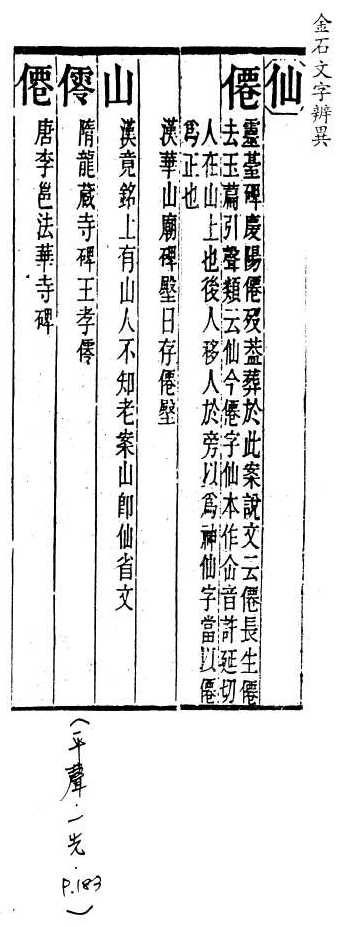 金石文字辨異
仙
僊
靈臺碑慶陽僊歿葢葬於此案說文云僊長生僊
去玉篇引聲類云仙今僊字仙本作仚音許延切
人在山上也後人移人於旁以爲神仙字當以僊
爲正也
漢華山廟碑壂曰存僊壂
山
漢竟銘上有山人不知老案山卽仙省文
㒨
隋龍蔵寺碑王孝㒨
僊
唐李邕法華寺碑
(平聲·一先·P.183)